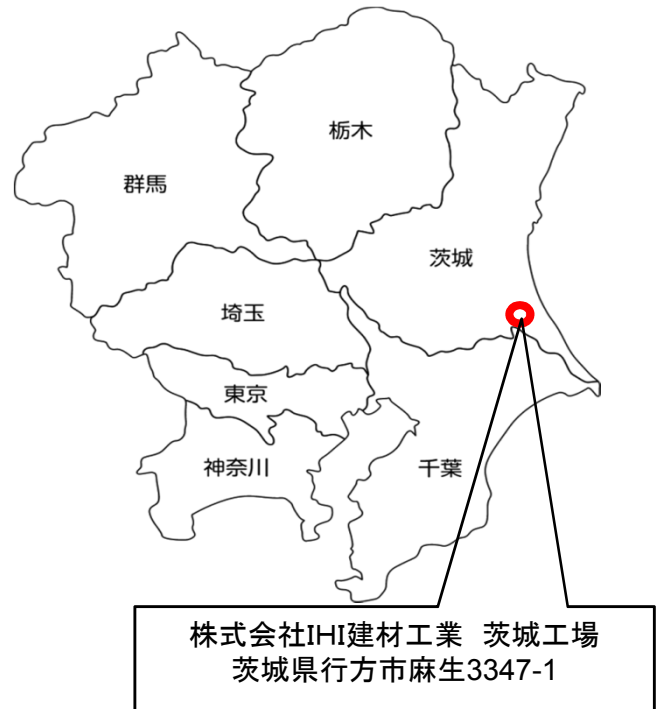 栃木
群馬
茨城
埼玉
東京
神奈川
千葉
株式会社IHI建材工業 茨城工場
茨城県行方市麻生3347-1